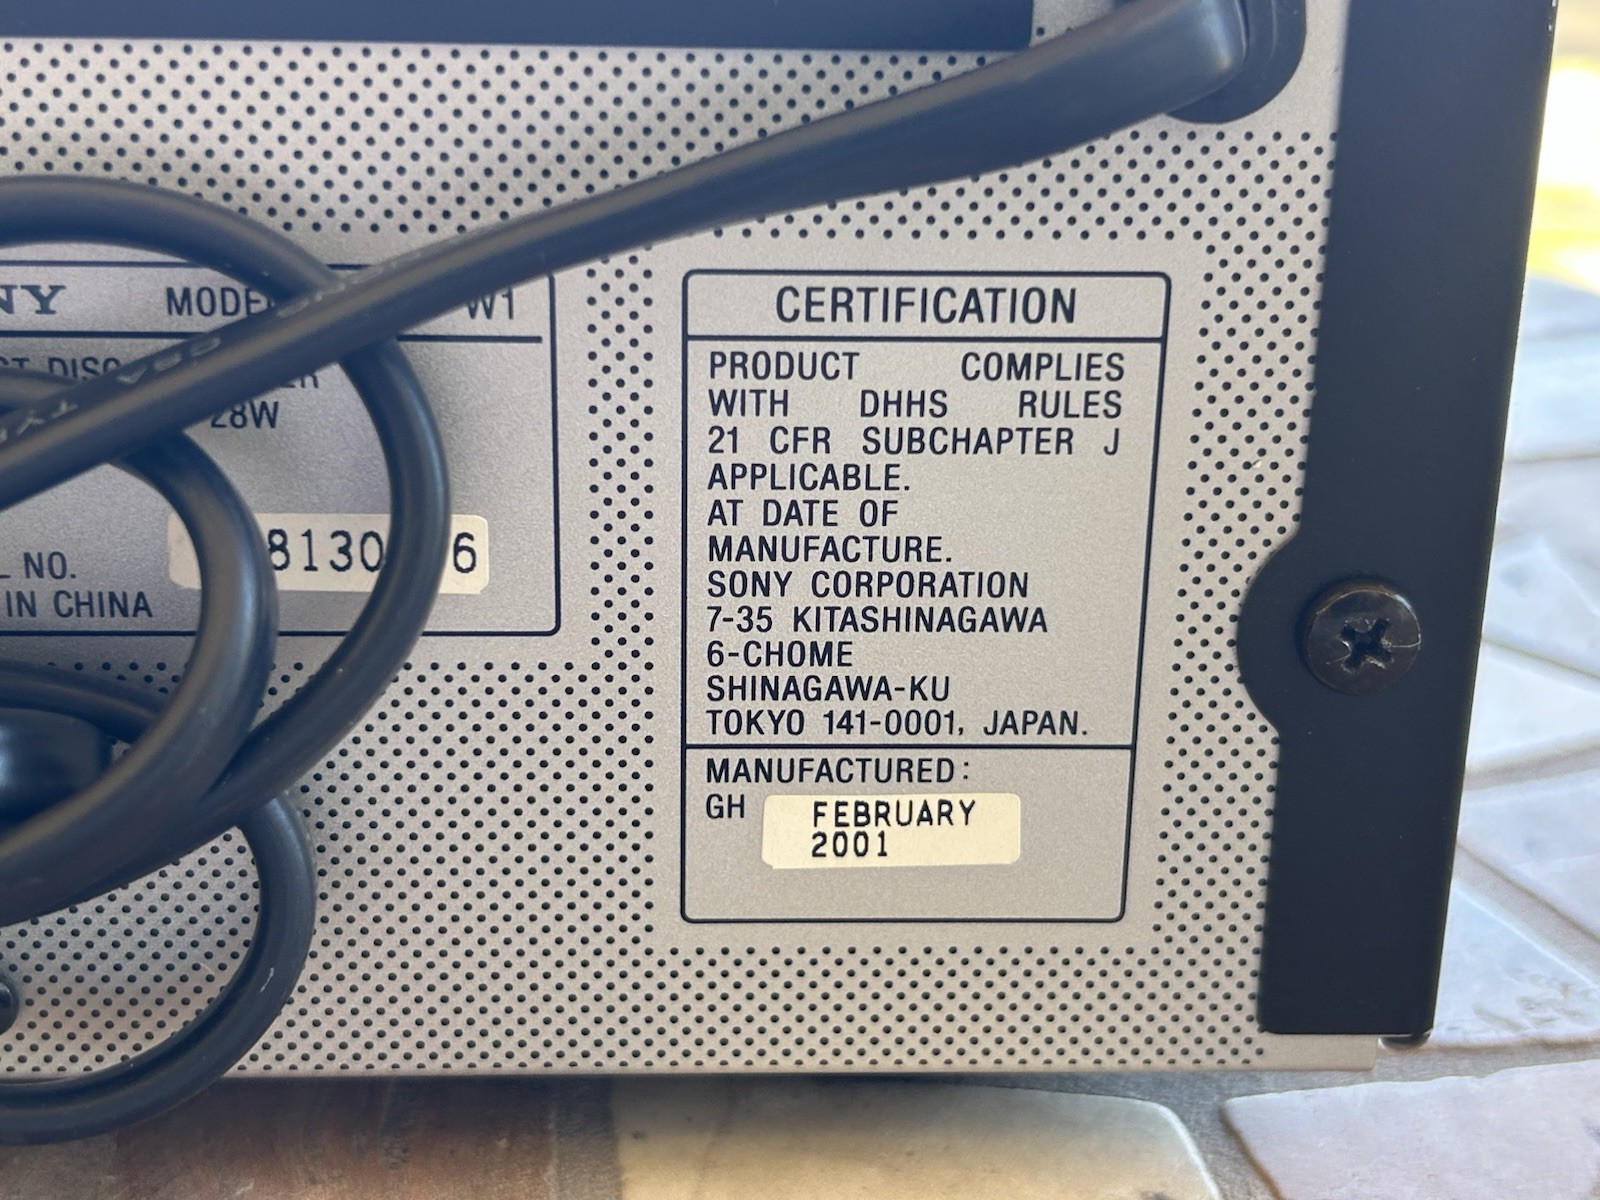 W1
28W
8130 6
NO.
IN CHINA
CERTIFICATION
PRODUCT COMPLIES
WITH DHHS RULES
21 CFR SUBCHAPTER J
APPLICABLE.
AT DATE OF
MANUFACTURE.
SONY CORPORATION
7-35 KITASHINAGAWA
6-CHOME
SHINAGAWA-KU
TOKYO 141-0001, JAPAN.
MANUFACTURED:
GH FEBRUARY
2001